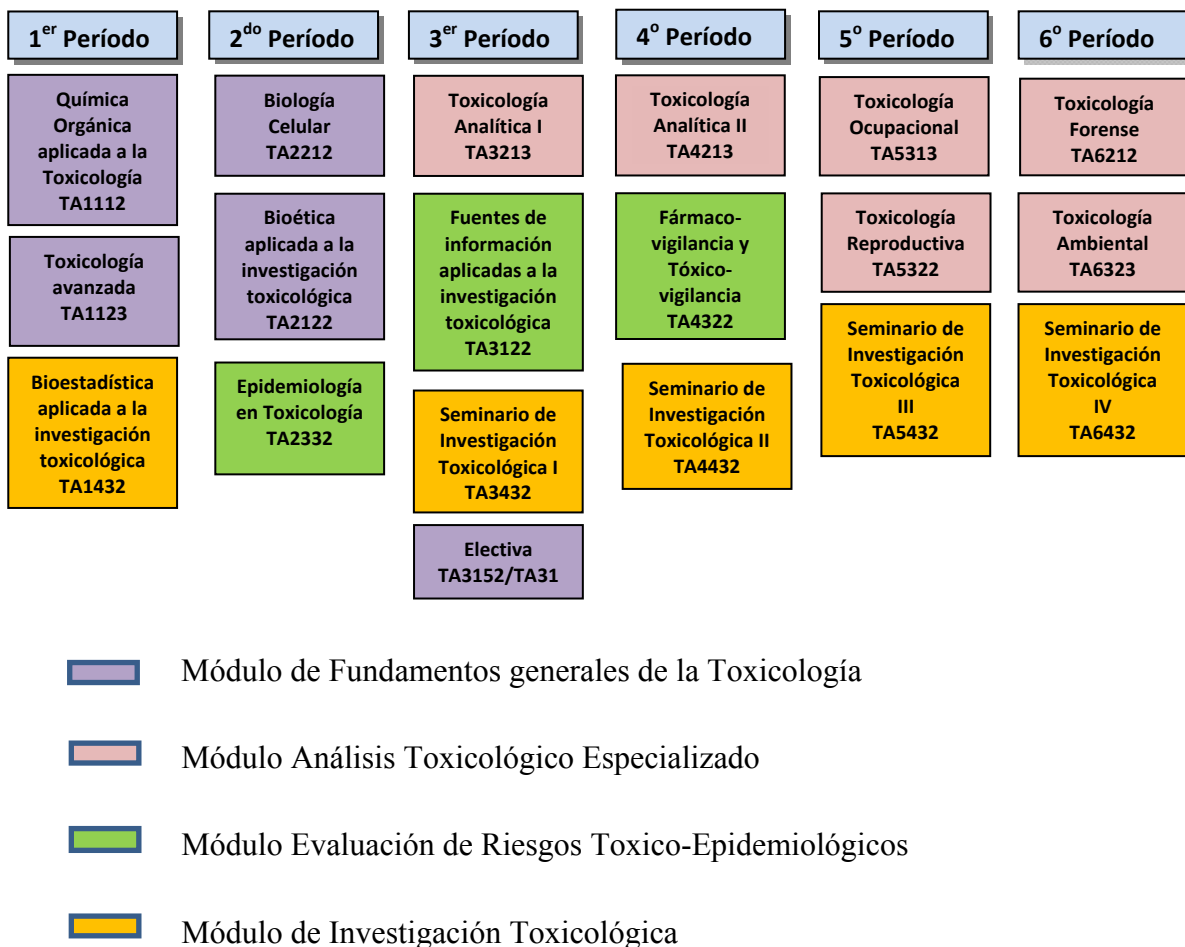 1er Período
2do Período
3er Período
4º Período
5º Período
6º Período
Química
Orgánica
aplicada a la
Toxicología
TA1112
Toxicología
avanzada
TA1123
Bioestadística
aplicada a la
investigación
toxicológica
TA1432
Biología
Celular
TA2212
Bioética
aplicada a la
investigación
toxicológica
TA2122
Epidemiología
en Toxicología
TA2332
Toxicología
Analítica I
TA3213
Fuentes de
información
aplicadas a la
investigación
toxicológica
TA3122
Seminario de
Investigación
Toxicológica I
TA3432
Electiva
TA3152/TA31
Toxicología
Analítica II
TA4213
Fármaco-
vigilancia y
Tóxico-
vigilancia
TA4322
Seminario de
Investigación
Toxicológica II
TA4432
Toxicología
Ocupacional
TA5313
Toxicología
Reproductiva
TA5322
Seminario de
Investigación
Toxicológica
III
TA5432
Toxicología
Forense
TA6212
Toxicología
Ambiental
TA6323
Seminario de
Investigación
Toxicológica
IV
TA6432
Módulo de Fundamentos generales de la Toxicología
Módulo Análisis Toxicológico Especializado
Módulo Evaluación de Riesgos Toxico-Epidemiológicos
Módulo de Investigación Toxicológica